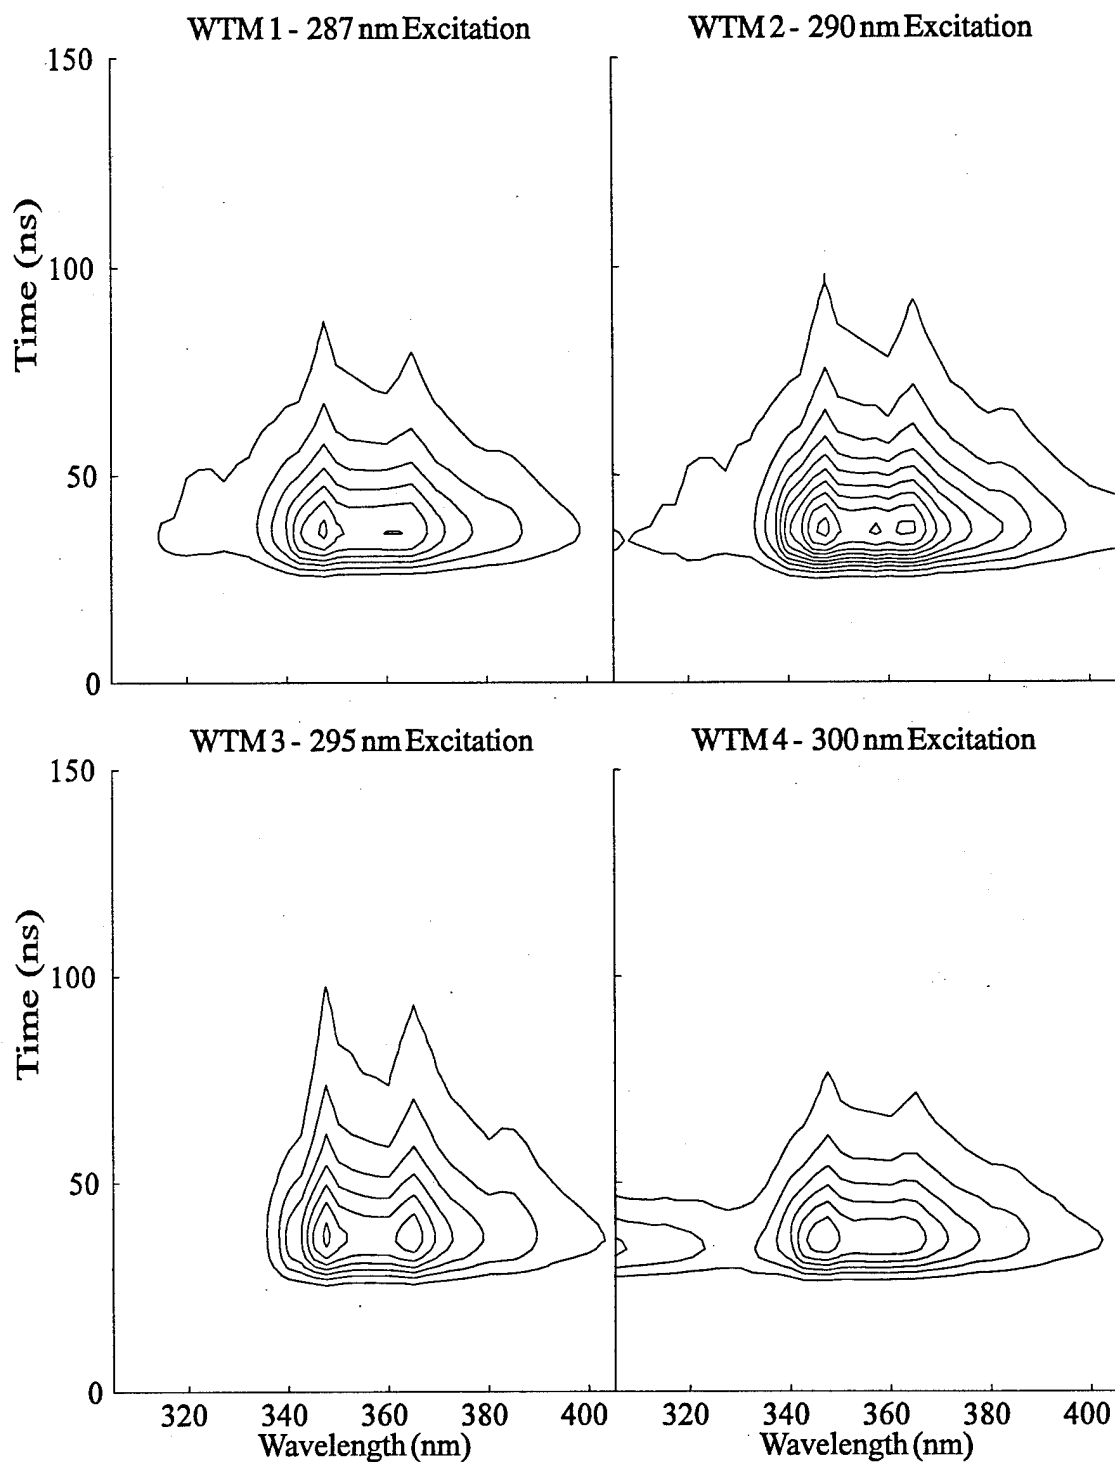 WTM 1 - 287 nm Excitation
WTM 2 - 290 nm Excitation
150
100
50
0
Time (ns)
WTM 3 - 295 nm Excitation
WTM 4 - 300 nm Excitation
150
100
50
0
Time (ns)
320 340 360 380 400 320 340 360 380 400
Wavelength (nm) Wavelength (nm)